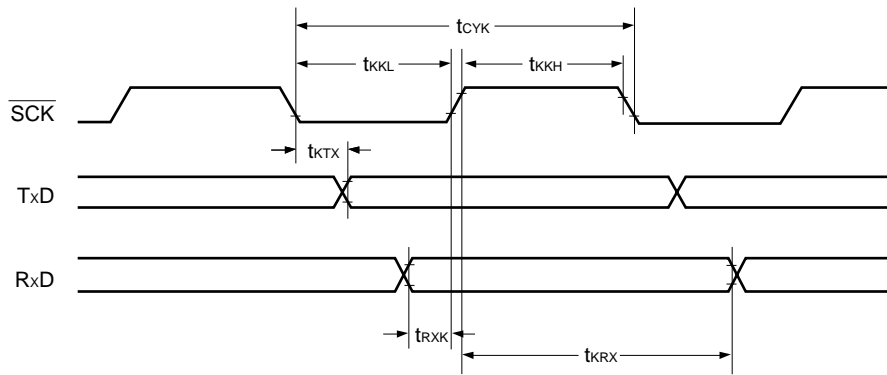 tCYK
tKKL
tKKH
SCK
tKTX
TxD
RxD
tRXK
tKRX